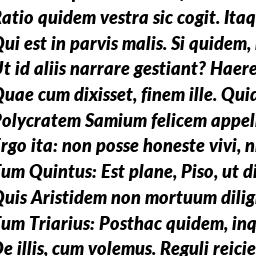 Ratio quidem vestra sic cogit. Itaq
Qui est in parvis malis. Si quidem,
Ut id aliis narrare gestiant? Haere
Quae cum dixisset, finem ille. Quid
Polycratem Samium felicem appell
Ergo ita: non posse honeste vivi, n
Tum Quintus: Est plane, Piso, ut di
Quis Aristidem non mortuum dilig
Tum Triarius: Posthac quidem, inq
De illis, cum volemus. Reguli reicie